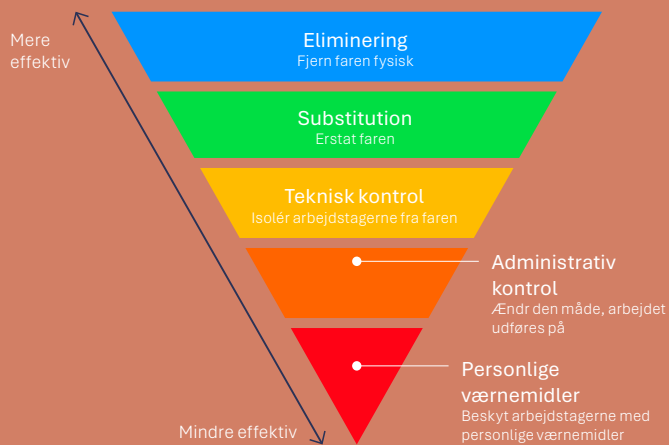 Mere
effektiv
Eliminering
Fjern faren fysisk
Substitution
Erstat faren
Teknisk kontrol
Isolér arbejdstagerne fra faren
Administrativ
kontrol
Ændr den måde, arbejdet
udføres på
Personlige
værnemidler
Beskyt arbejdstagerne med
personlige værnemidler
Mindre effektiv